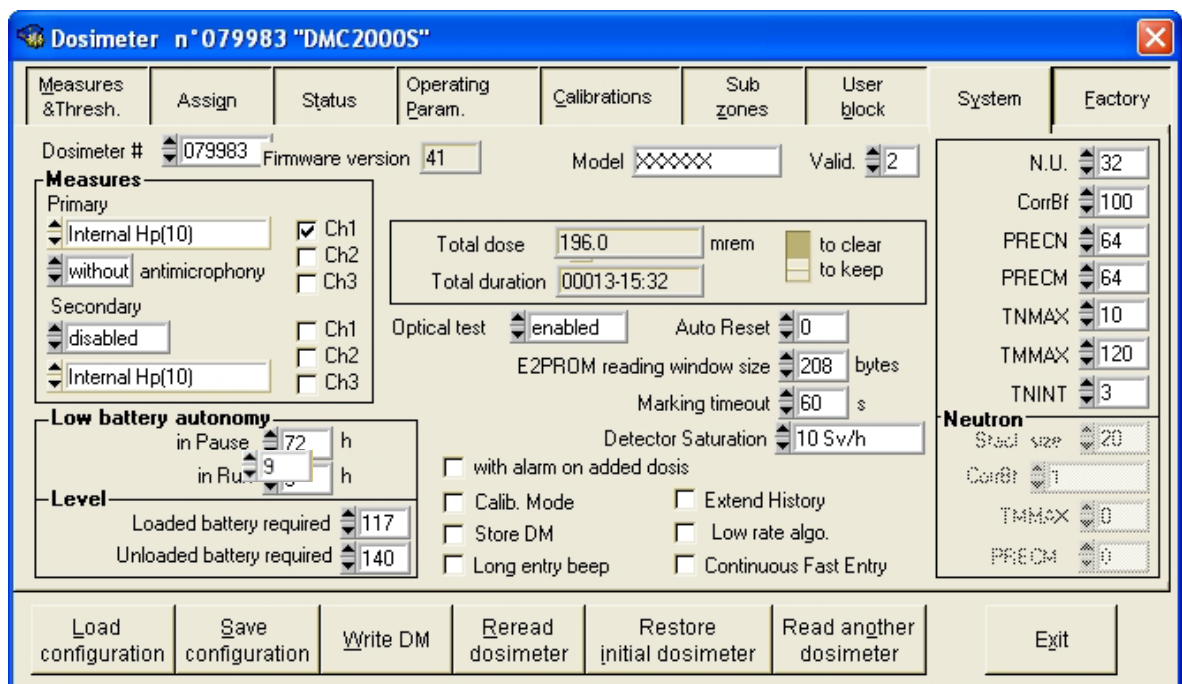 Dosimeter n°079983 "DMC2000S"
Measures &Thresh.
Assign
Status
Operating Param.
Calibrations
Sub zones
User block
System
Factory
Dosimeter # 079983
Firmware version 41
Model XXXXXX
Valid. 2
Measures
Primary
Internal Hp(10)
without antimicrophony
Ch1
Ch2
Ch3
Secondary
disabled
Internal Hp(10)
Ch1
Ch2
Ch3
Low battery autonomy
in Pause 72 h
in Ru 9 h
Level
Loaded battery required 117
Unloaded battery required 140
Total dose 196.0 mrem
Total duration 00013-15:32
to clear
to keep
Optical test enabled
Auto Reset 0
E2PROM reading window size 208 bytes
Marking timeout 60 s
Detector Saturation 10 Sv/h
with alarm on added dosis
Calib. Mode
Store DM
Long entry beep
Extend History
Low rate algo.
Continuous Fast Entry
N.U. 32
CorrBf 100
PRECN 64
PRECM 64
TNMAX 10
TMMAX 120
TNINT 3
Neutron
size 20
CorrBf 1
TMMAX 0
PRECM 0
Load configuration
Save configuration
Write DM
Reread dosimeter
Restore initial dosimeter
Read another dosimeter
Exit